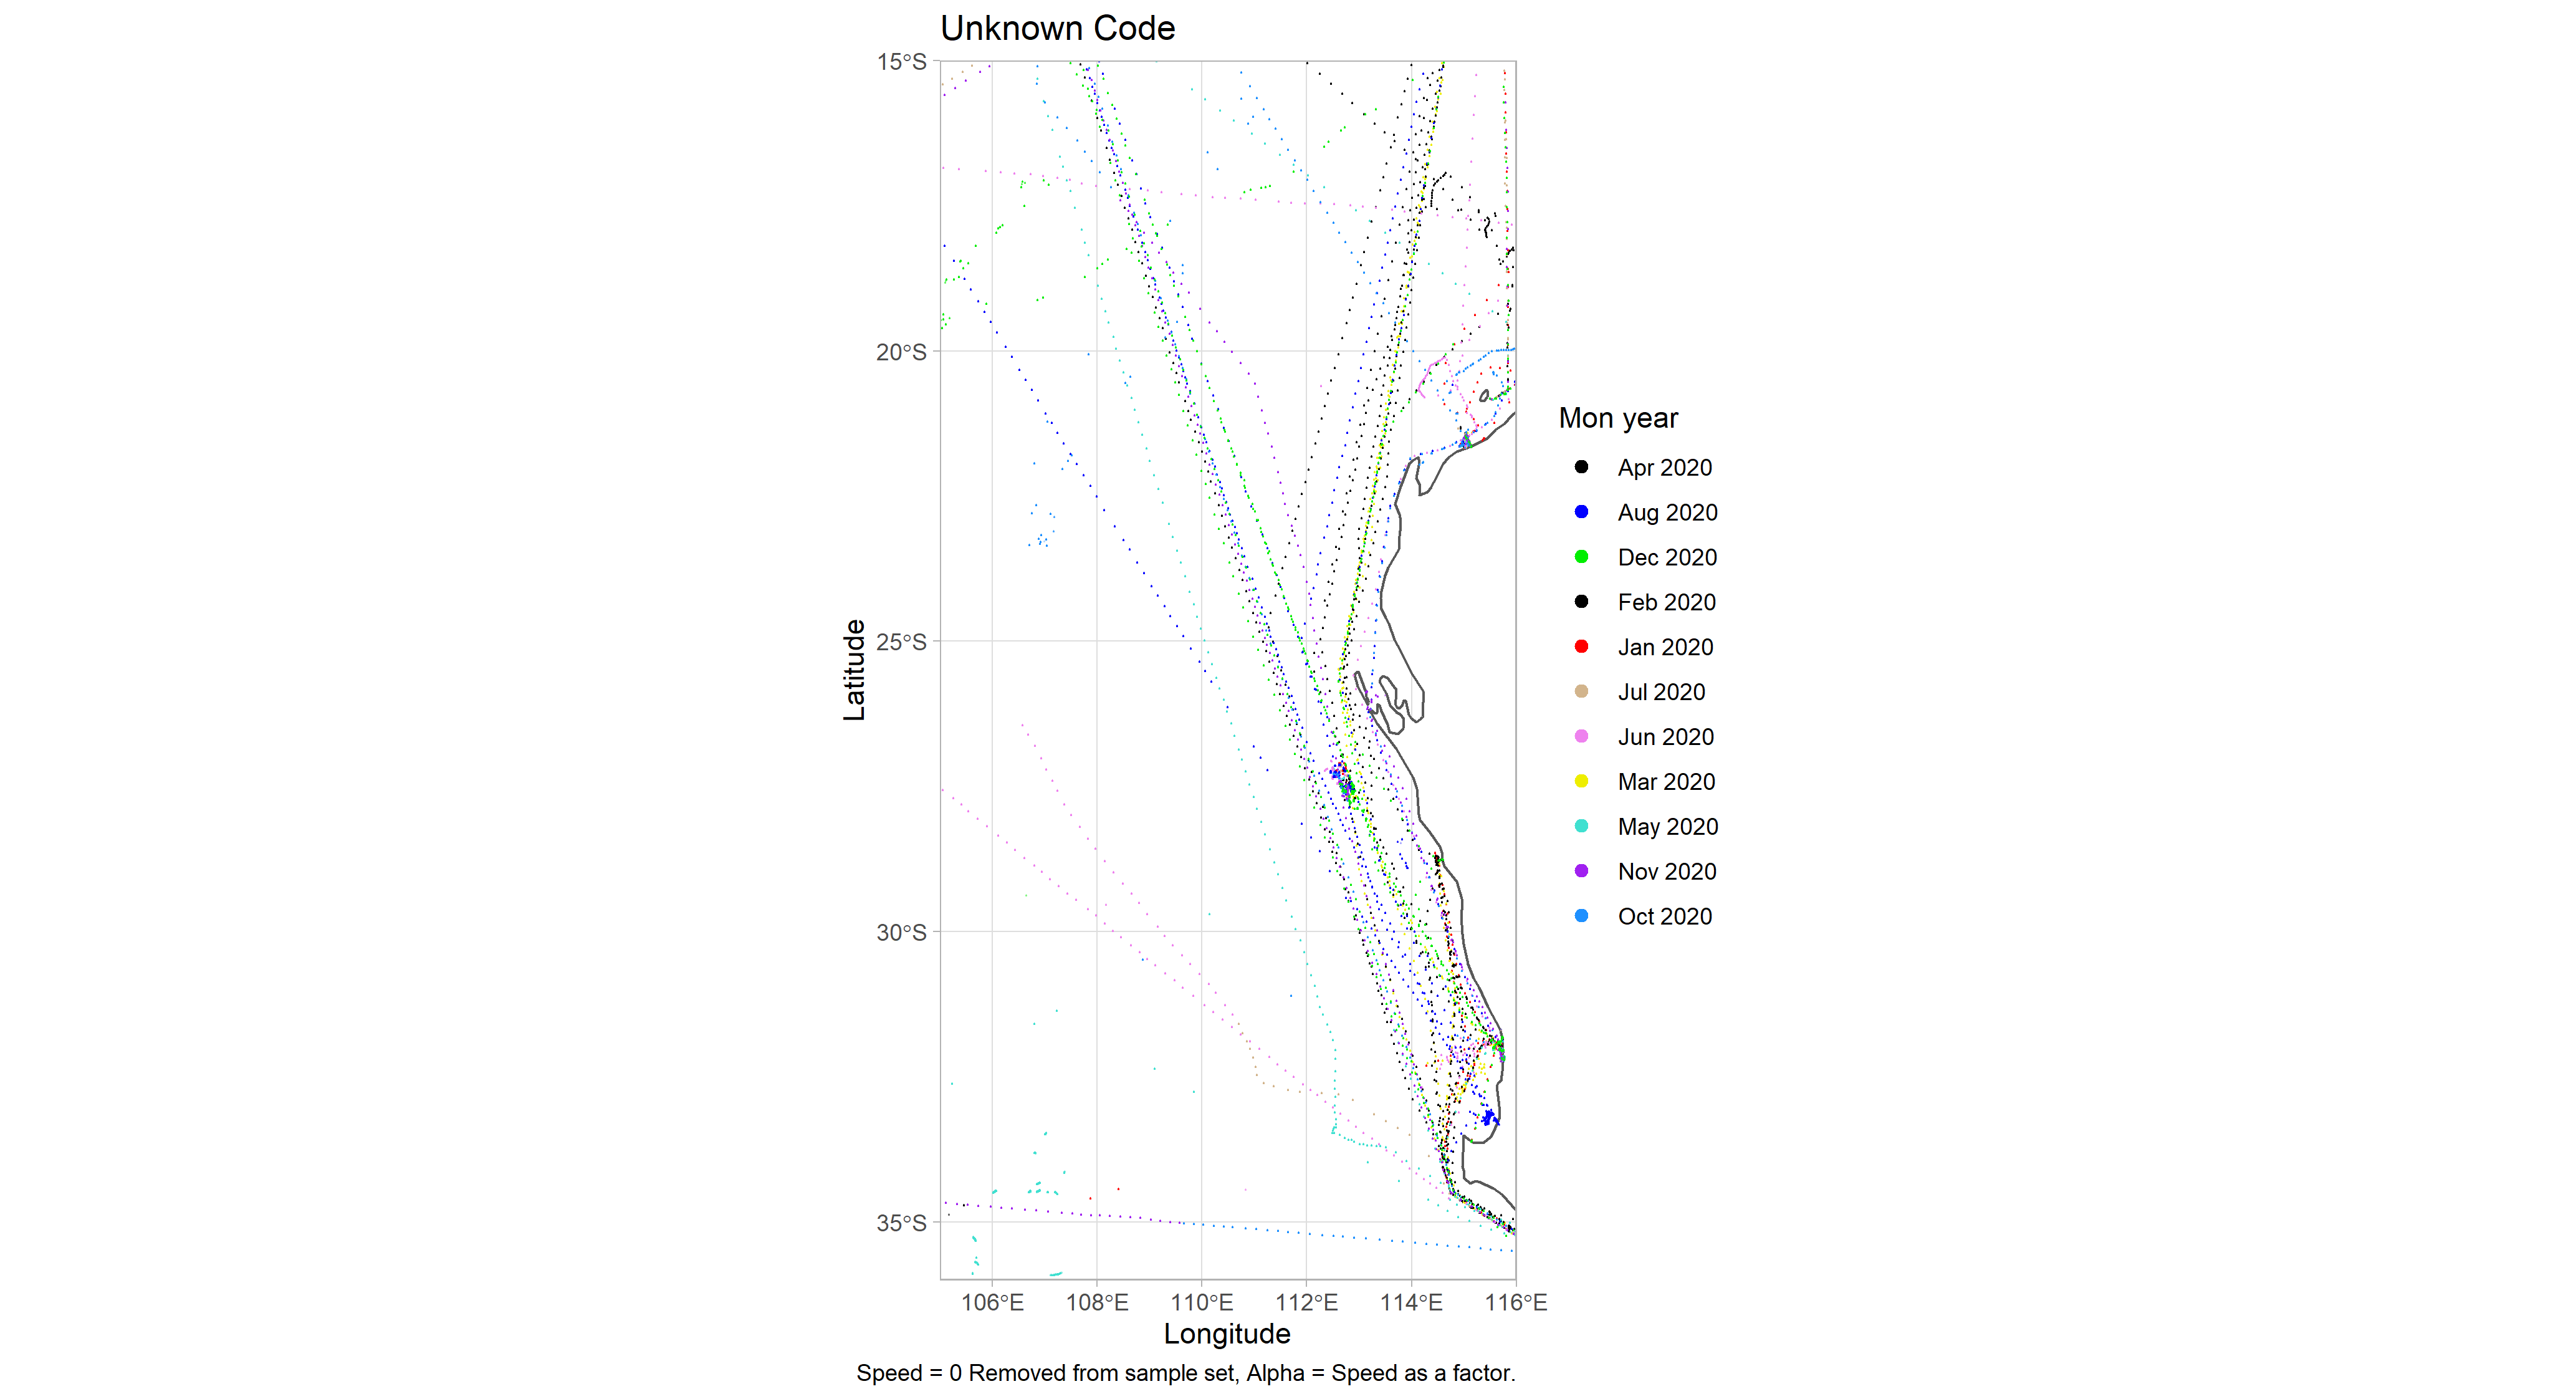 Unknown Code
15°S
20°S
25°S
30°S
35°S
Latitude
106°E 108°E 110°E 112°E 114°E 116°E
Longitude
Speed = 0 Removed from sample set, Alpha = Speed as a factor.
Mon year
Apr 2020
Aug 2020
Dec 2020
Feb 2020
Jan 2020
Jul 2020
Jun 2020
Mar 2020
May 2020
Nov 2020
Oct 2020